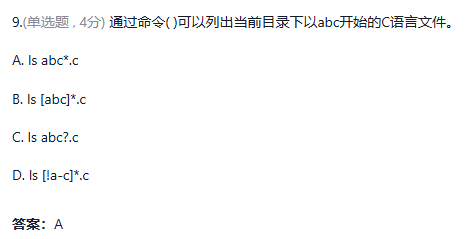 9.(单选题 , 4分) 通过命令( )可以列出当前目录下以abc开始的C语言文件。
A. ls abc*.c
B. ls [abc]*.c
C. ls abc?.c
D. ls [!a-c]*.c
答案： A